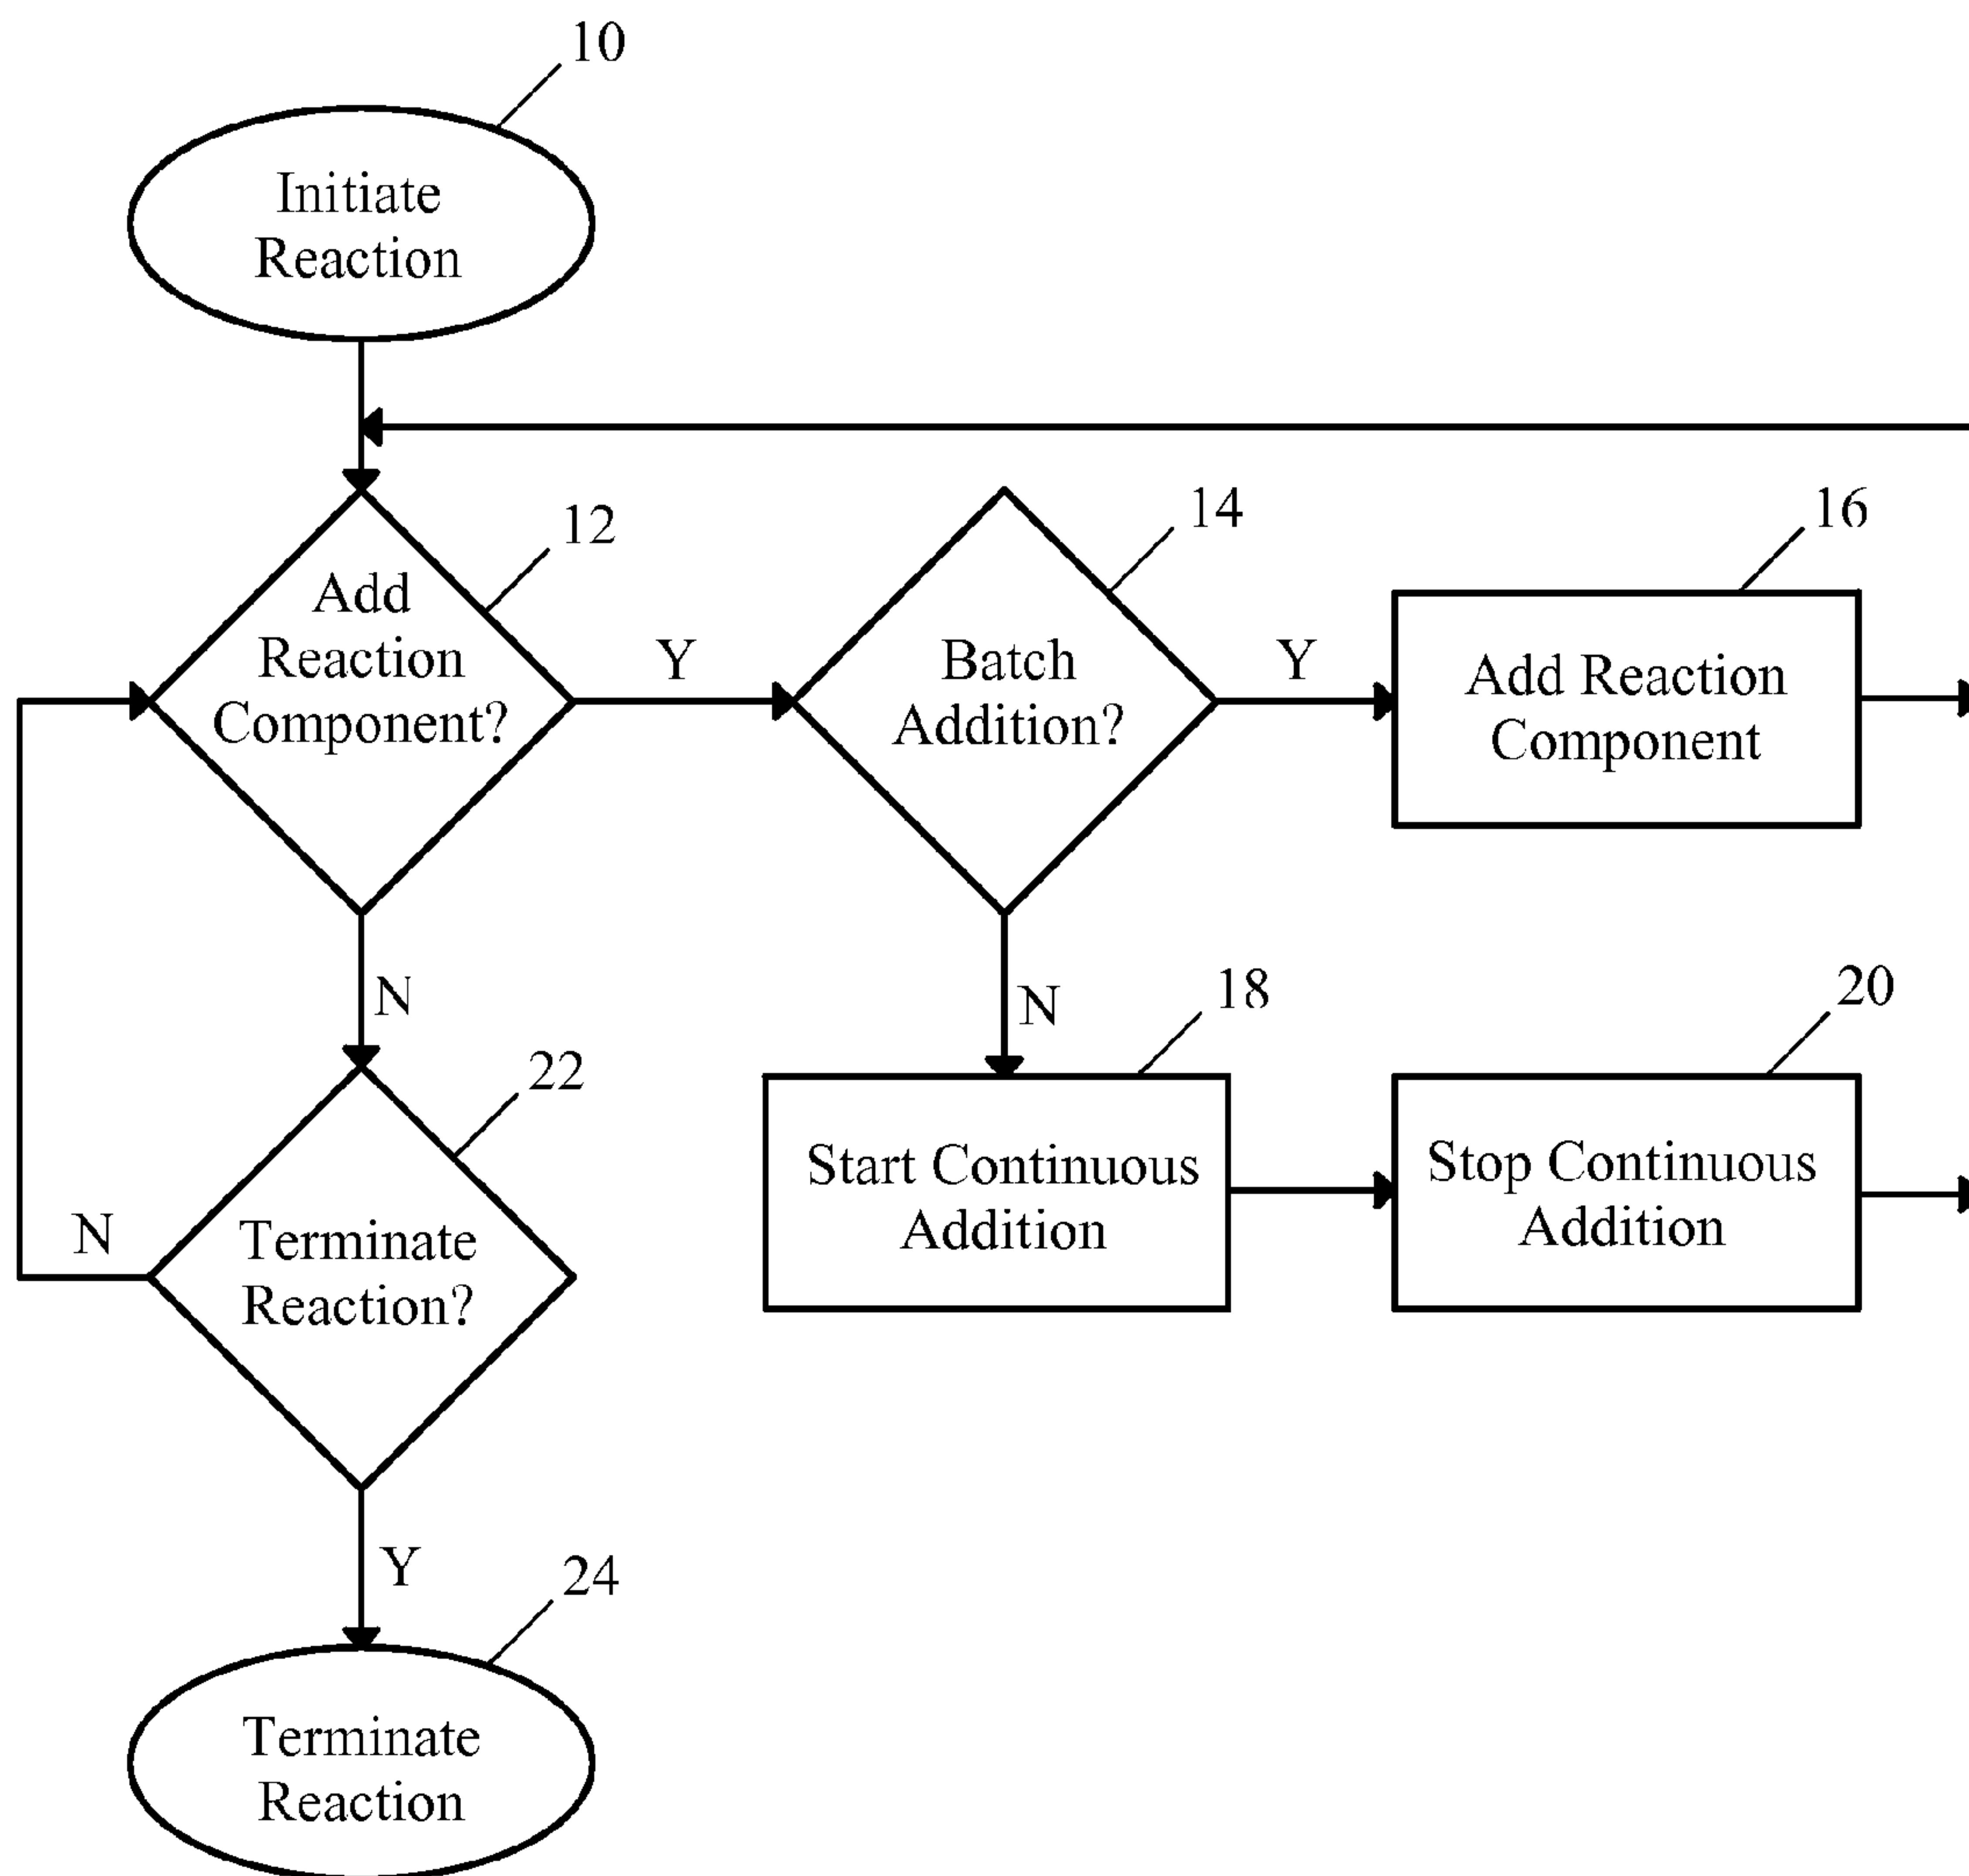 10
Initiate
Reaction
12
Add
Reaction
Component?
Y
14
Batch
Addition?
Y
16
Add Reaction
Component
N
N
18
Start Continuous
Addition
20
Stop Continuous
Addition
22
Terminate
Reaction?
N
Y
24
Terminate
Reaction